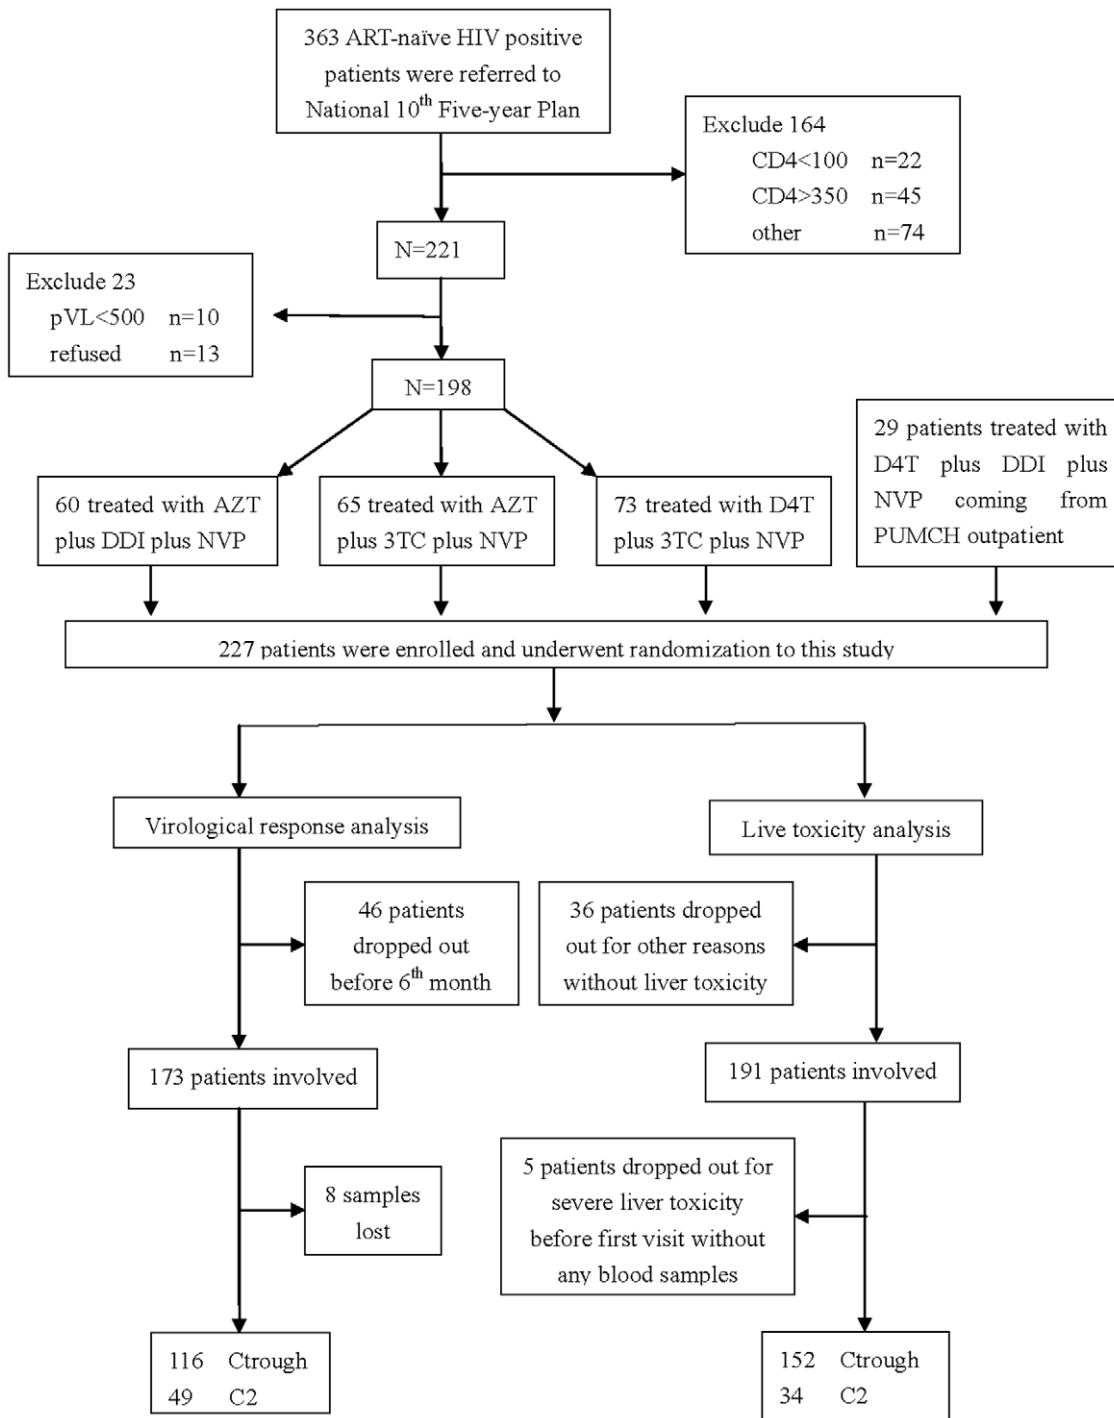 363 ART-naïve HIV positive
patients were referred to
National 10th Five-year Plan
Exclude 164
CD4<100 n=22
CD4>350 n=45
other n=74
N=221
Exclude 23
pVL<500 n=10
refused n=13
N=198
29 patients treated with
D4T plus DDI plus
NVP coming from
PUMCH outpatient
60 treated with AZT
plus DDI plus NVP
65 treated with AZT
plus 3TC plus NVP
73 treated with D4T
plus 3TC plus NVP
227 patients were enrolled and underwent randomization to this study
Virological response analysis
Live toxicity analysis
46 patients
dropped out
before 6th month
36 patients dropped
out for other reasons
without liver toxicity
173 patients involved
191 patients involved
8 samples
lost
5 patients dropped out for
severe liver toxicity
before first visit without
any blood samples
116 Ctrough
49 C2
152 Ctrough
34 C2